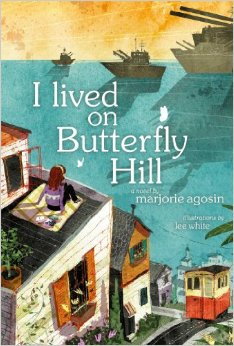 I lived
on
Butterfly
Hill
a novel by
marjorie agosin
illustrations by
lee white